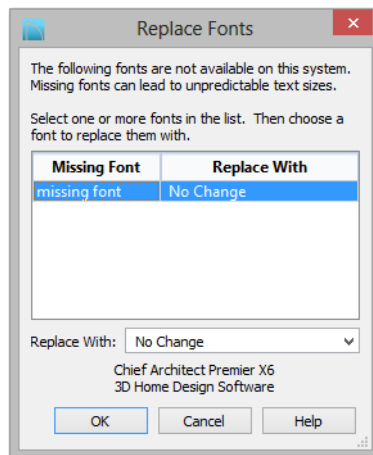 Replace Fonts
The following fonts are not available on this system.
Missing fonts can lead to unpredictable text sizes.
Select one or more fonts in the list. Then choose a
font to replace them with.
Missing Font Replace With
missing font No Change
Replace With: No Change
Chief Architect Premier X6
3D Home Design Software
OK Cancel Help